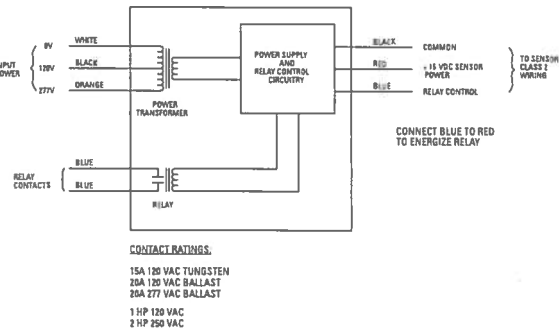 0V WHITE
120V BLACK
277V ORANGE
POWER
TRANSFORMER
POWER SUPPLY
AND
RELAY CONTROL
CIRCUITRY
BLACK COMMON
RED +15 VDC SENSOR
POWER
BLUE RELAY CONTROL
TO SENSOR
CLASS 2
WIRING
CONNECT BLUE TO RED
TO ENERGIZE RELAY
RELAY
CONTACTS
BLUE
BLUE
RELAY
CONTACT RATINGS:
15A 120 VAC TUNGSTEN
20A 120 VAC BALLAST
20A 277 VAC BALLAST
1 HP 120 VAC
2 HP 250 VAC